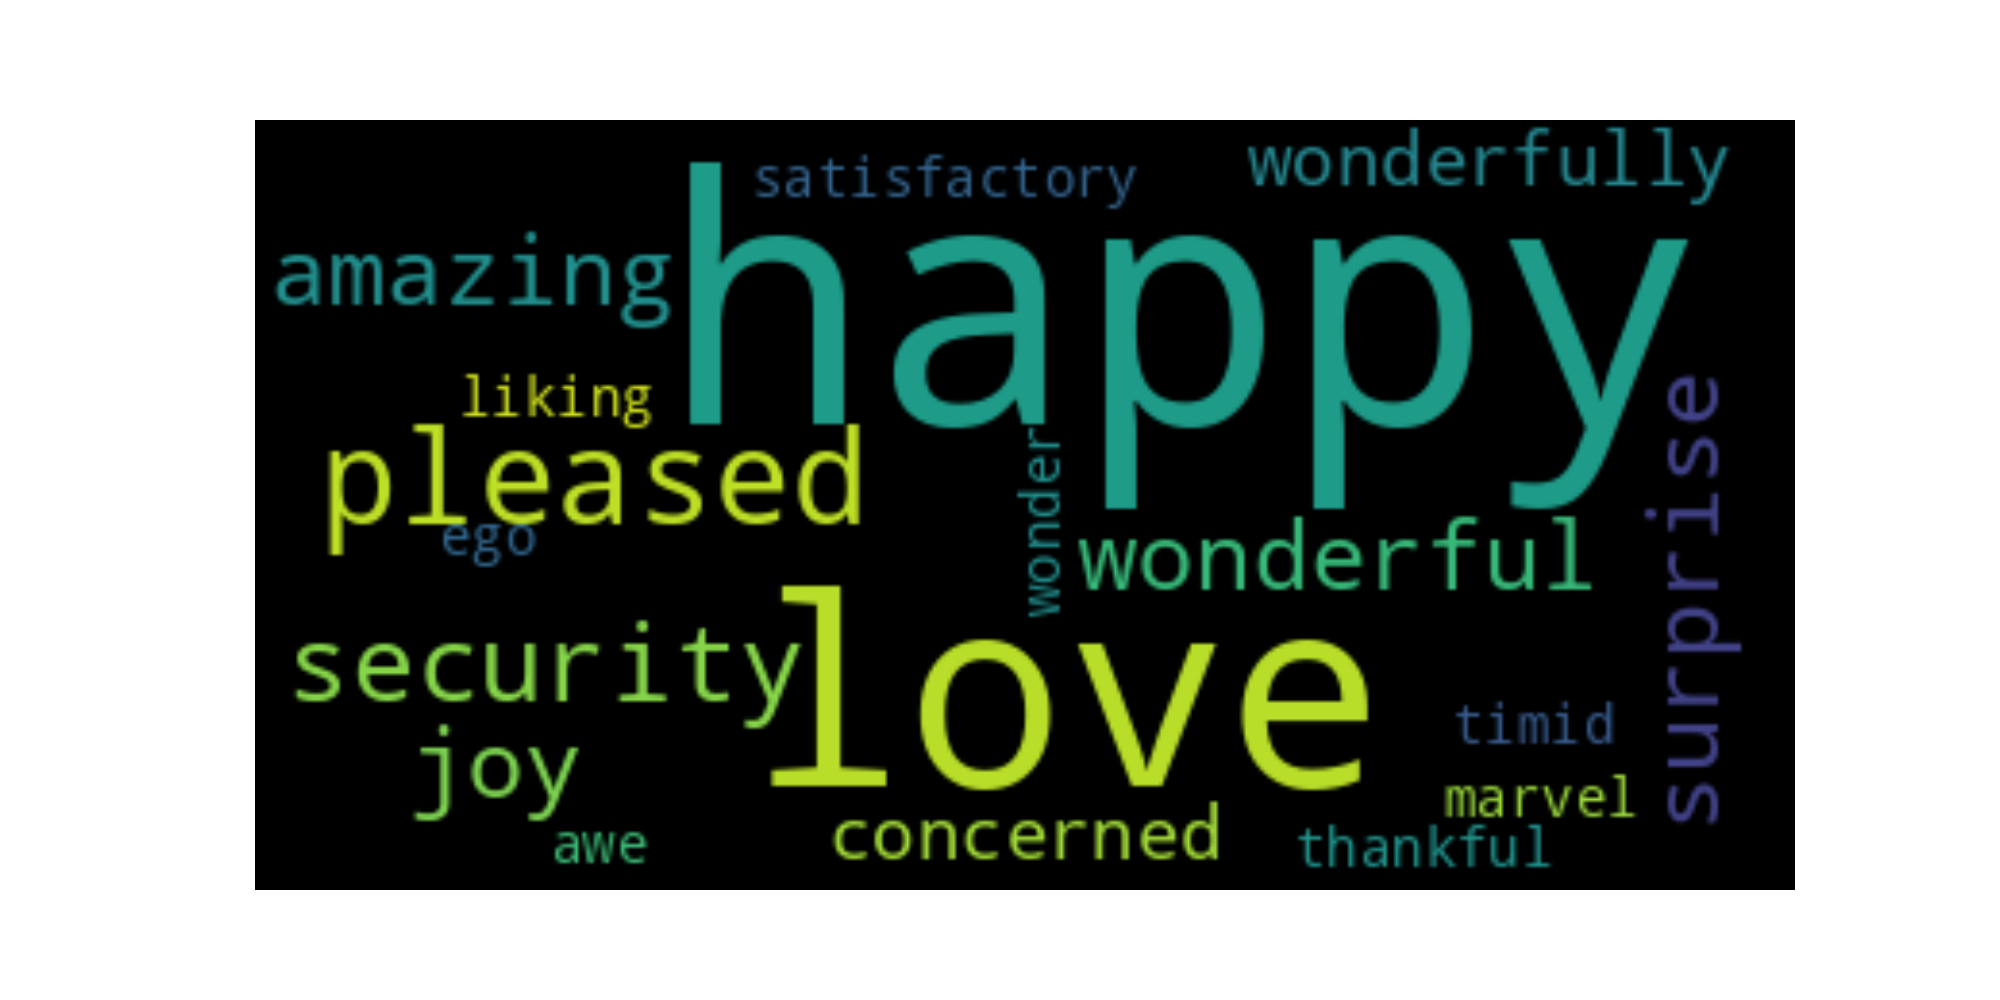 satisfactory
wonderfully
amazing
happy
liking
pleased
surprise
ego
wonder
wonderful
security
love
joy
timid
marvel
awe
concerned
thankful